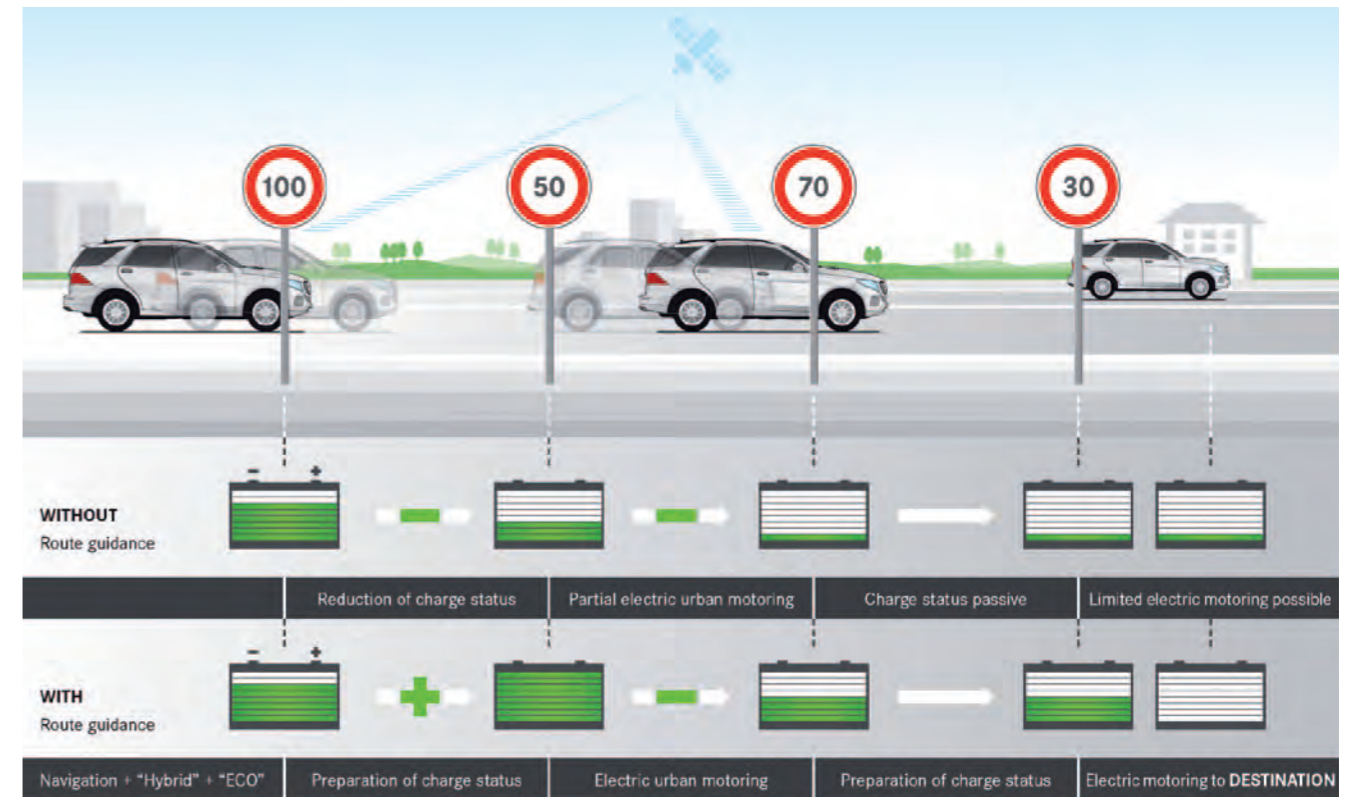 100
50
70
30
- +
WITHOUT
Route guidance
Reduction of charge status
Partial electric urban motoring
Charge status passive
Limited electric motoring possible
- +
WITH
Route guidance
Navigation + “Hybrid” + “ECO”
Preparation of charge status
Electric urban motoring
Preparation of charge status
Electric motoring to DESTINATION